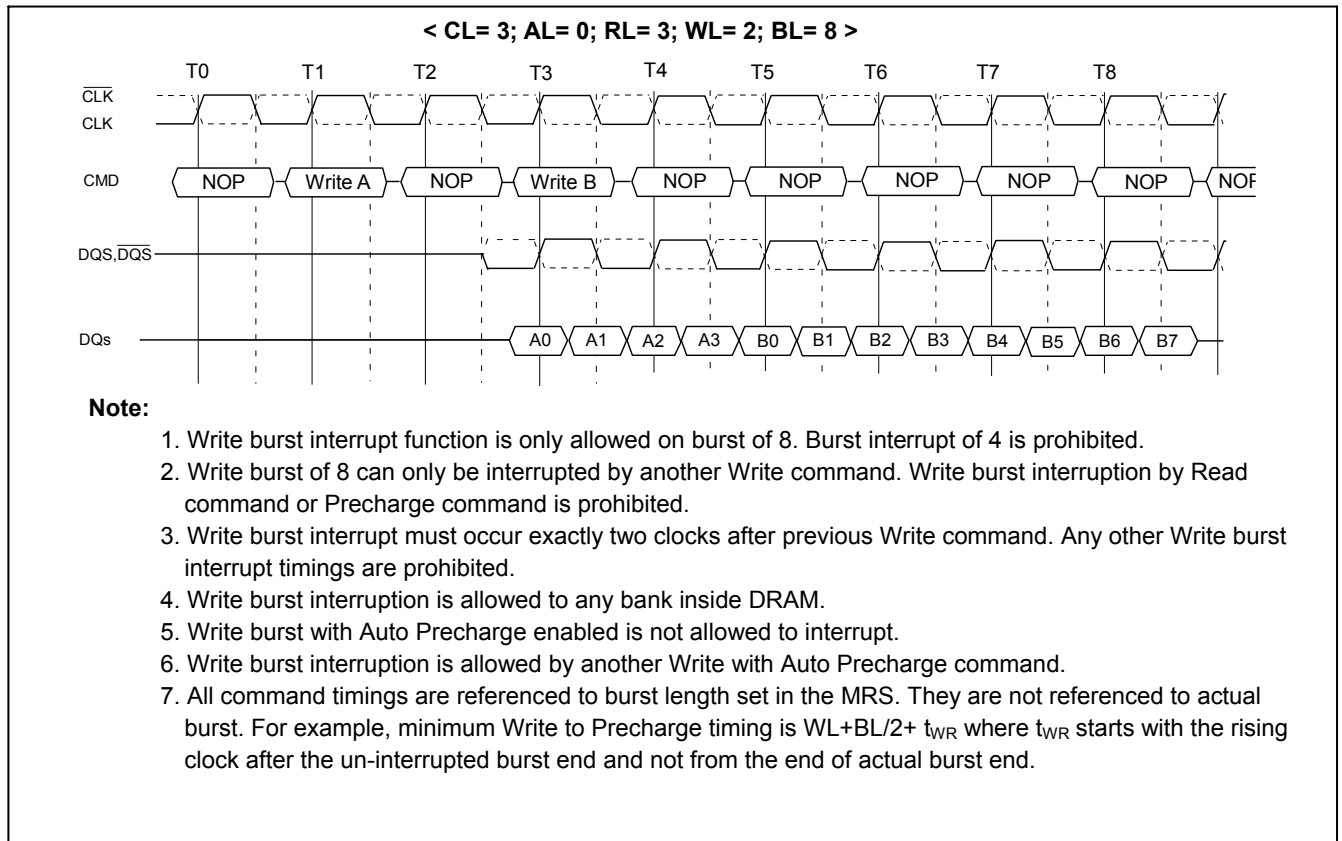 < CL= 3; AL= 0; RL= 3; WL= 2; BL= 8 >
T0 T1 T2 T3 T4 T5 T6 T7 T8
CLK
CLK
CMD NOP Write A NOP Write B NOP NOP NOP NOP NOP NOP
DQS,DQS
DQs A0 A1 A2 A3 B0 B1 B2 B3 B4 B5 B6 B7
Note:
1. Write burst interrupt function is only allowed on burst of 8. Burst interrupt of 4 is prohibited.
2. Write burst of 8 can only be interrupted by another Write command. Write burst interruption by Read
command or Precharge command is prohibited.
3. Write burst interrupt must occur exactly two clocks after previous Write command. Any other Write burst
interrupt timings are prohibited.
4. Write burst interruption is allowed to any bank inside DRAM.
5. Write burst with Auto Precharge enabled is not allowed to interrupt.
6. Write burst interruption is allowed by another Write with Auto Precharge command.
7. All command timings are referenced to burst length set in the MRS. They are not referenced to actual
burst. For example, minimum Write to Precharge timing is WL+BL/2+ tWR where tWR starts with the rising
clock after the un-interrupted burst end and not from the end of actual burst end.